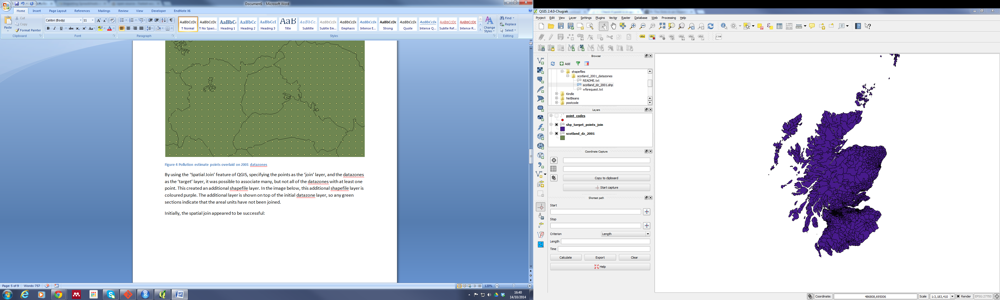 Document1 - Microsoft Word
Home Insert Page Layout References Mailings Review View Developer EndNote X6
Paste
Cut
Copy
Format Painter
Clipboard
Calibri (Body) 11
Font
Paragraph
AaBbCcDc AaBbCcDc AaBbC AaBbCc AaBbCcI AaB AaBbCc. AaBbCcDc AaBbCcDc AaBbCcDc AaBbCcDc AaBbCcDc AaBbCcDc AaBbCcDc
¶ Normal ¶ No Spaci... Heading 1 Heading 2 Heading 3 Title Subtitle Subtle Em... Emphasis Intense E... Strong Quote Intense Q... Subtle Ref... Intense R...
Change Styles
Styles
Find
Replace
Select
Editing
Figure 4 Pollution estimate points overlaid on 2001 datazones
By using the ‘Spatial Join’ feature of QGIS, specifying the points as the ‘join’ layer, and the datazones
as the ‘target’ layer, it was possible to associate many, but not all of the datazones with at least one
point. This created an additional shapefile layer. In the image below, this additional shapefile layer is
coloured purple. The additional layer is shown on top of the initial datazone layer, so any green
sections indicate that the areal units have not been joined.
Initially, the spatial join appeared to be successful:
Page: 5 of 9 Words: 757
120%
16:40
14/10/2014
QGIS 2.4.0-Chugiak
Project Edit View Layer Settings Plugins Vector Raster Database Web Processing Help
CSW
Browser
Add
shapefiles
scotland_2001_datazones
README.txt
scotland_dz_2001.shp
wfsrequest.txt
Kindle
NetBeans
postcode
Layers
point_codes
shp_target_points_join
scotland_dz_2001
Coordinate Capture
Copy to clipboard
Start capture
Shortest path
Start
Stop
Criterion Length
Length
Time
Calculate Export Clear
Help
Coordinate: 486808,695006 Scale 1:3,183,410 Render EPSG:27700